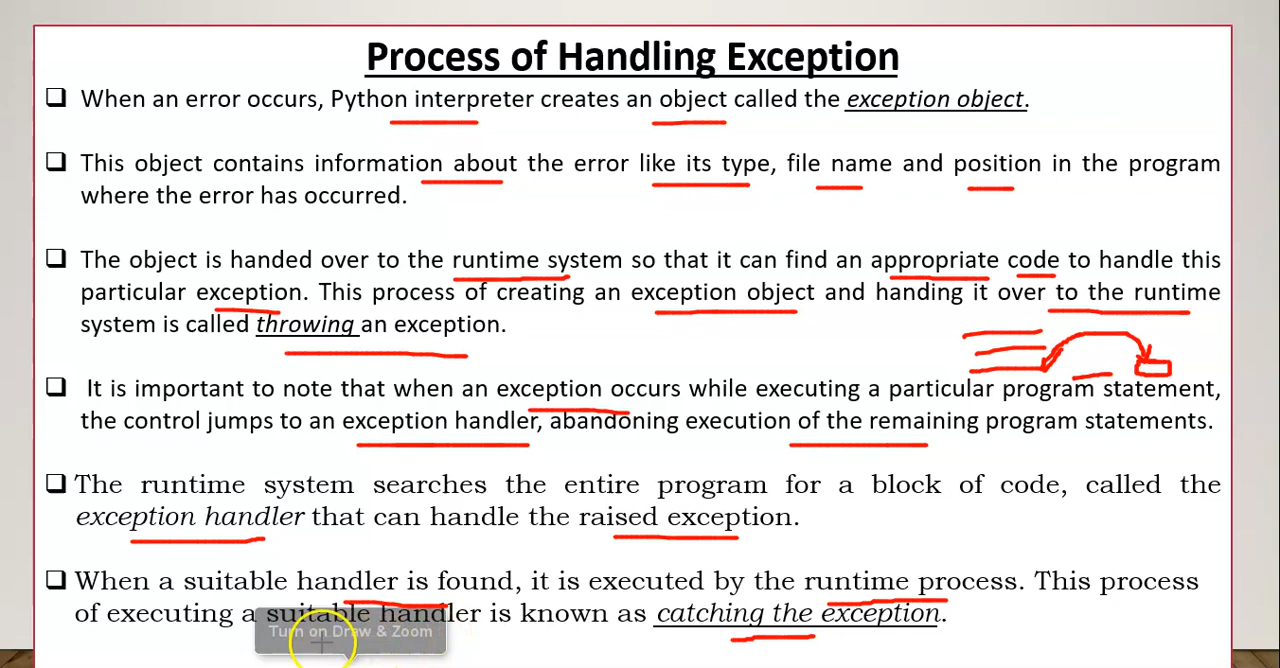 Process of Handling Exception
❑ When an error occurs, Python interpreter creates an object called the exception object.
❑ This object contains information about the error like its type, file name and position in the program
where the error has occurred.
❑ The object is handed over to the runtime system so that it can find an appropriate code to handle this
particular exception. This process of creating an exception object and handing it over to the runtime
system is called throwing an exception.
❑ It is important to note that when an exception occurs while executing a particular program statement,
the control jumps to an exception handler, abandoning execution of the remaining program statements.
❑ The runtime system searches the entire program for a block of code, called the
exception handler that can handle the raised exception.
❑ When a suitable handler is found, it is executed by the runtime process. This process
of executing a suitable handler is known as catching the exception.
Turn on Draw & Zoom